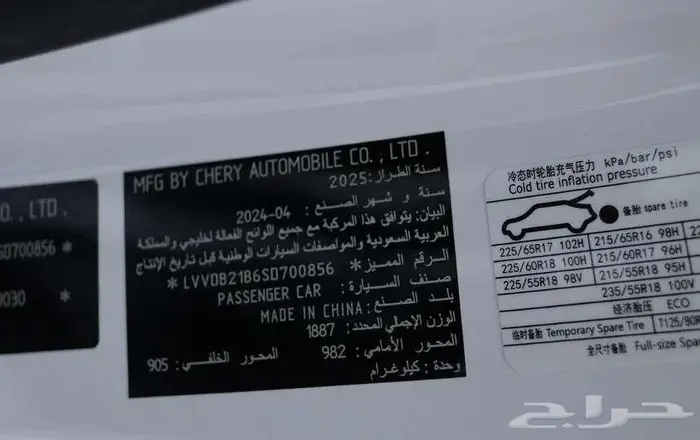 O., LTD.
SD700856 *
0030 *
MFG BY CHERY AUTOMOBILE CO., LTD.
سنة الطراز: 2025
سنة و شهر الصنع : 04-2024
البيان: يتوافق هذا المركبة مع جميع اللوائح الفعالة لخليجي والمملكة
العربية السعودية والمواصفات السيارات الوطنية قبل تاريخ الإنتاج
الرقم المميز: * LVVDB21B6SD700856 *
صنف السيارة: PASSENGER CAR
بلد الصنع: MADE IN CHINA
الوزن الإجمالي المحدد: 1887
المحور الأمامي: 982 المحور الخلفي: 905
وحدة: كيلوغرام
冷态时轮胎充气压力 kPa/bar/psi
Cold tire inflation pressure
备胎 spare tire
225/65R17 102H 215/65R16 98H
225/60R18 100H 215/60R17 96H
225/55R18 98V 215/55R18 95H
235/55R18 100V
经济胎压 ECO
临时备胎 Temporary Spare Tire T125/80R
全尺寸备胎 Full-size Spa
حراج